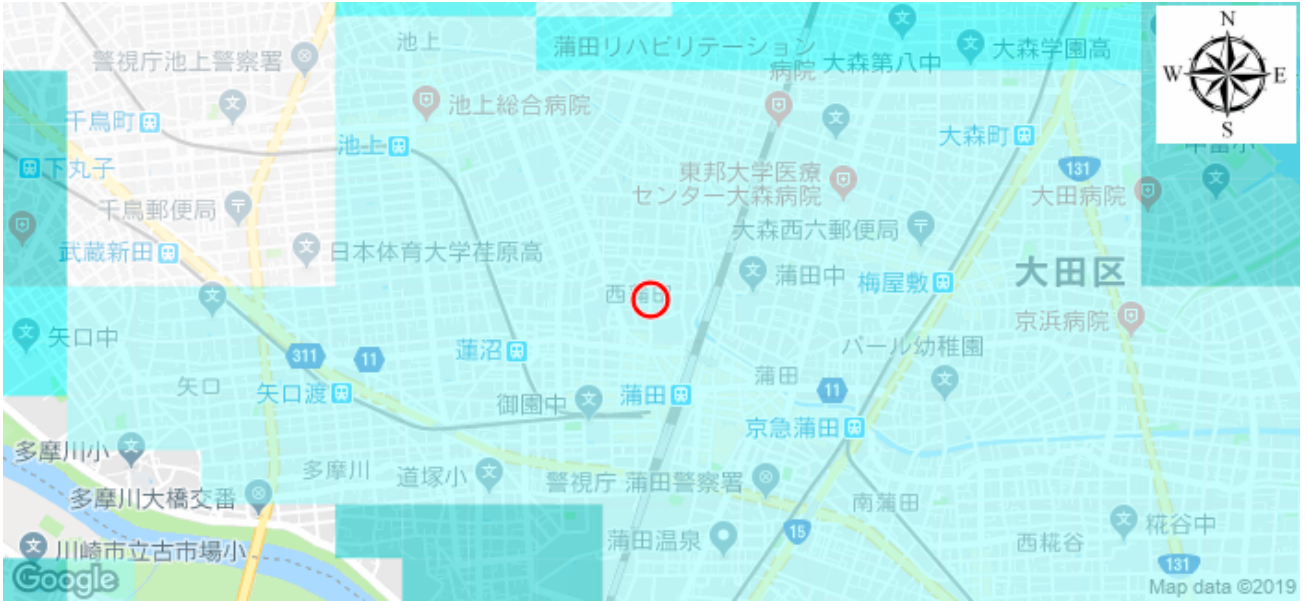 N
W E
S
池上
蒲田リハビリテーション
病院
大森第八中
大森学園高
警視庁池上警察署
池上総合病院
千鳥町
池上
大森町
131
下丸子
東邦大学医療
センター大森病院
大田病院
千鳥郵便局
大森西六郵便局
武蔵新田
日本体育大学荏原高
蒲田中
梅屋敷
大田区
西蒲田
京浜病院
矢口中
311
11
蓮沼
パール幼稚園
矢口
矢口渡
御園中
蒲田
蒲田
11
京急蒲田
多摩川小
多摩川
道塚小
警視庁 蒲田警察署
多摩川大橋交番
南蒲田
糀谷中
川崎市立古市場小
蒲田温泉
15
西糀谷
131
Google
Map data ©2019